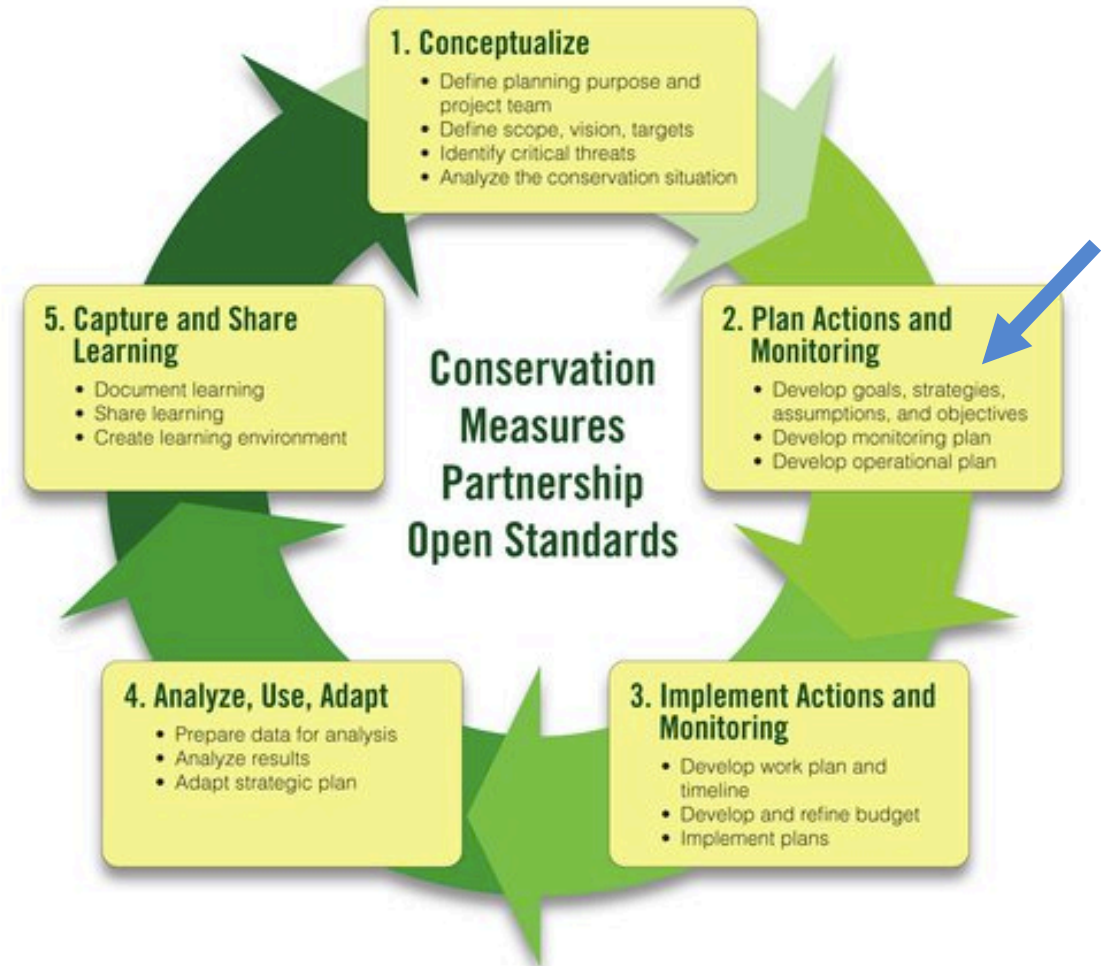 1. Conceptualize
• Define planning purpose and
project team
• Define scope, vision, targets
• Identify critical threats
• Analyze the conservation situation
2. Plan Actions and
Monitoring
• Develop goals, strategies,
assumptions, and objectives
• Develop monitoring plan
• Develop operational plan
3. Implement Actions and
Monitoring
• Develop work plan and
timeline
• Develop and refine budget
• Implement plans
4. Analyze, Use, Adapt
• Prepare data for analysis
• Analyze results
• Adapt strategic plan
5. Capture and Share
Learning
• Document learning
• Share learning
• Create learning environment
Conservation
Measures
Partnership
Open Standards